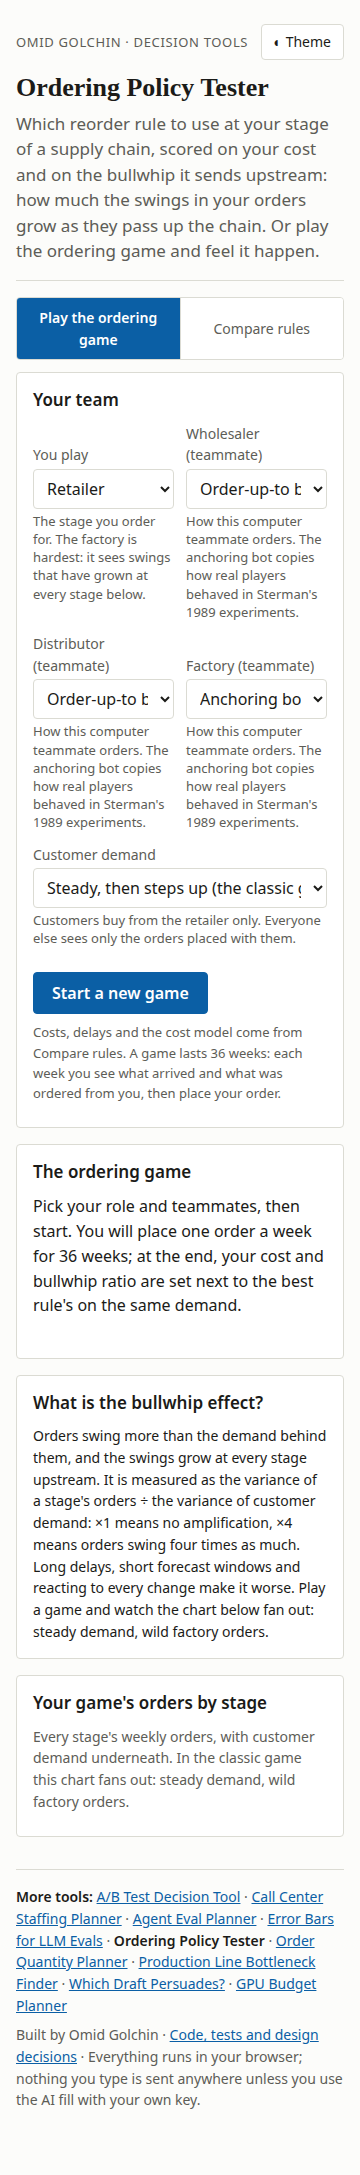 OMID GOLCHIN · DECISION TOOLS
Theme
Ordering Policy Tester
Which reorder rule to use at your stage
of a supply chain, scored on your cost
and on the bullwhip it sends upstream:
how much the swings in your orders
grow as they pass up the chain. Or play
the ordering game and feel it happen.
Play the ordering
game
Compare rules
Your team
You play
Retailer
The stage you order
for. The factory is
hardest: it sees swings
that have grown at
every stage below.
Wholesaler
(teammate)
Order-up-to b
How this computer
teammate orders. The
anchoring bot copies
how real players
behaved in Sterman's
1989 experiments.
Distributor
(teammate)
Order-up-to b
How this computer
teammate orders. The
anchoring bot copies
how real players
behaved in Sterman's
1989 experiments.
Factory (teammate)
Anchoring bo
How this computer
teammate orders. The
anchoring bot copies
how real players
behaved in Sterman's
1989 experiments.
Customer demand
Steady, then steps up (the classic g
Customers buy from the retailer only. Everyone
else sees only the orders placed with them.
Start a new game
Costs, delays and the cost model come from
Compare rules. A game lasts 36 weeks: each
week you see what arrived and what was
ordered from you, then place your order.
The ordering game
Pick your role and teammates, then
start. You will place one order a week
for 36 weeks; at the end, your cost and
bullwhip ratio are set next to the best
rule's on the same demand.
What is the bullwhip effect?
Orders swing more than the demand behind
them, and the swings grow at every stage
upstream. It is measured as the variance of
a stage's orders ÷ the variance of customer
demand: ×1 means no amplification, ×4
means orders swing four times as much.
Long delays, short forecast windows and
reacting to every change make it worse. Play
a game and watch the chart below fan out:
steady demand, wild factory orders.
Your game's orders by stage
Every stage's weekly orders, with customer
demand underneath. In the classic game
this chart fans out: steady demand, wild
factory orders.
More tools: A/B Test Decision Tool · Call Center
Staffing Planner · Agent Eval Planner · Error Bars
for LLM Evals · Ordering Policy Tester · Order
Quantity Planner · Production Line Bottleneck
Finder · Which Draft Persuades? · GPU Budget
Planner
Built by Omid Golchin · Code, tests and design
decisions · Everything runs in your browser;
nothing you type is sent anywhere unless you use
the AI fill with your own key.